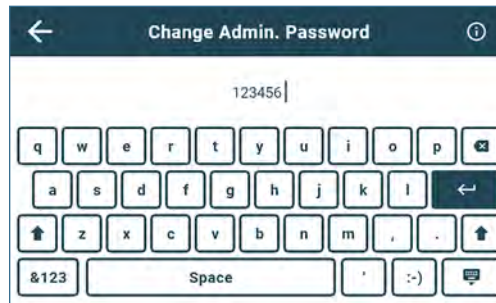 Change Admin. Password
123456
q w e r t y u i o p
a s d f g h j k l
z x c v b n m , .
&123 Space ' :-)